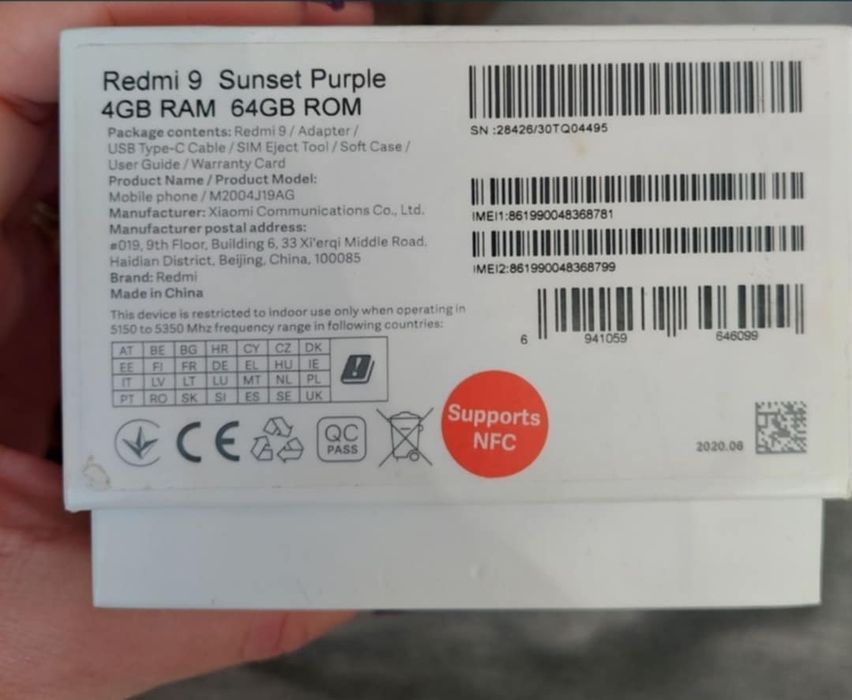 Redmi 9 Sunset Purple
4GB RAM 64GB ROM
Package contents: Redmi 9 / Adapter /
USB Type-C Cable / SIM Eject Tool / Soft Case /
User Guide / Warranty Card
Product Name / Product Model:
Mobile phone / M2004J19AG
Manufacturer: Xiaomi Communications Co., Ltd.
Manufacturer postal address:
#019, 9th Floor, Building 6, 33 Xi'erqi Middle Road,
Haidian District, Beijing, China, 100085
Brand: Redmi
Made in China
This device is restricted to indoor use only when operating in
5150 to 5350 Mhz frequency range in following countries:
AT BE BG HR CY CZ DK
EE FI FR DE EL HU IE
IT LV LT LU MT NL PL
PT RO SK SI ES SE UK
CE
QC
PASS
SN :28426/30TQ04495
IMEI1:861990048368781
IMEI2:861990048368799
6 941059 646099
Supports
NFC
2020.08